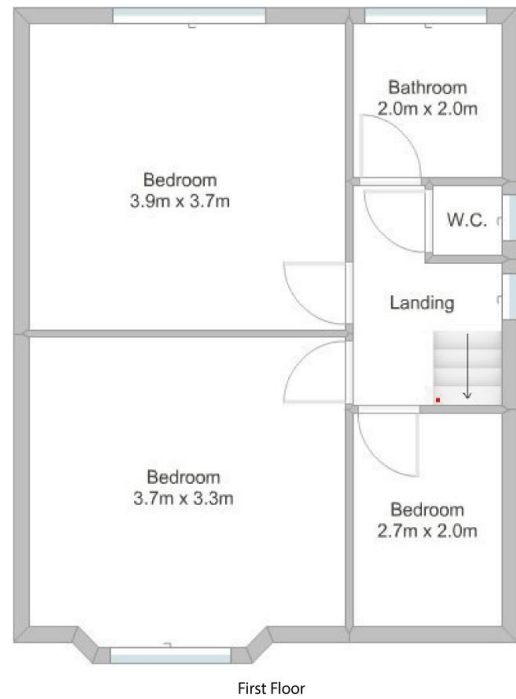 Bathroom
2.0m x 2.0m
Bedroom
3.9m x 3.7m
W.C.
Landing
Bedroom
3.7m x 3.3m
Bedroom
2.7m x 2.0m
First Floor